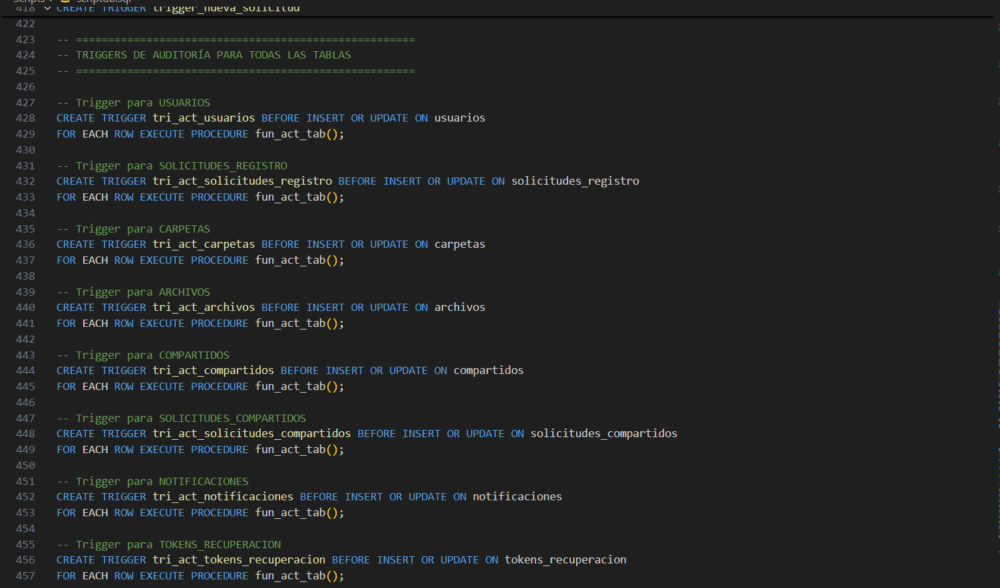 Scripts > scriptdb.sql
418 CREATE TRIGGER trigger_nueva_solicitud
422
423 -- =====================================================
424 -- TRIGGERS DE AUDITORÍA PARA TODAS LAS TABLAS
425 -- =====================================================
426
427 -- Trigger para USUARIOS
428 CREATE TRIGGER tri_act_usuarios BEFORE INSERT OR UPDATE ON usuarios
429 FOR EACH ROW EXECUTE PROCEDURE fun_act_tab();
430
431 -- Trigger para SOLICITUDES_REGISTRO
432 CREATE TRIGGER tri_act_solicitudes_registro BEFORE INSERT OR UPDATE ON solicitudes_registro
433 FOR EACH ROW EXECUTE PROCEDURE fun_act_tab();
434
435 -- Trigger para CARPETAS
436 CREATE TRIGGER tri_act_carpetas BEFORE INSERT OR UPDATE ON carpetas
437 FOR EACH ROW EXECUTE PROCEDURE fun_act_tab();
438
439 -- Trigger para ARCHIVOS
440 CREATE TRIGGER tri_act_archivos BEFORE INSERT OR UPDATE ON archivos
441 FOR EACH ROW EXECUTE PROCEDURE fun_act_tab();
442
443 -- Trigger para COMPARTIDOS
444 CREATE TRIGGER tri_act_compartidos BEFORE INSERT OR UPDATE ON compartidos
445 FOR EACH ROW EXECUTE PROCEDURE fun_act_tab();
446
447 -- Trigger para SOLICITUDES_COMPARTIDOS
448 CREATE TRIGGER tri_act_solicitudes_compartidos BEFORE INSERT OR UPDATE ON solicitudes_compartidos
449 FOR EACH ROW EXECUTE PROCEDURE fun_act_tab();
450
451 -- Trigger para NOTIFICACIONES
452 CREATE TRIGGER tri_act_notificaciones BEFORE INSERT OR UPDATE ON notificaciones
453 FOR EACH ROW EXECUTE PROCEDURE fun_act_tab();
454
455 -- Trigger para TOKENS_RECUPERACION
456 CREATE TRIGGER tri_act_tokens_recuperacion BEFORE INSERT OR UPDATE ON tokens_recuperacion
457 FOR EACH ROW EXECUTE PROCEDURE fun_act_tab();